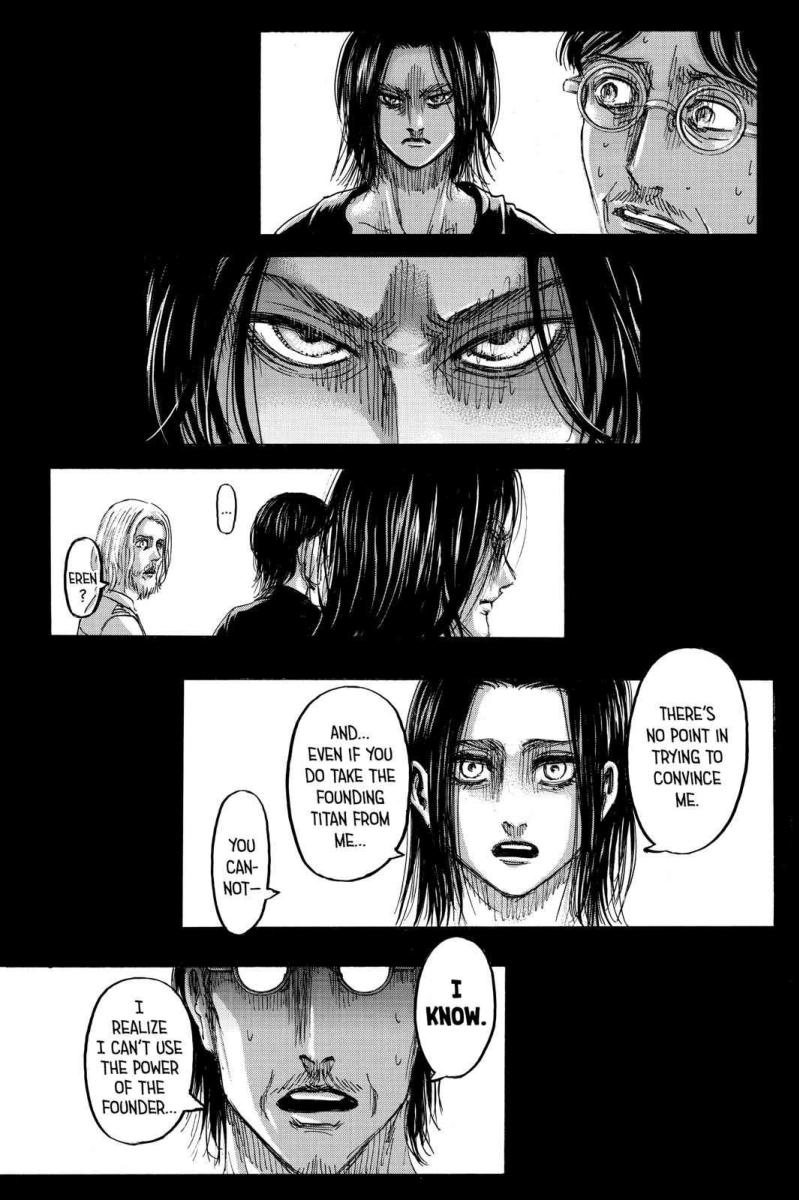 ...
EREN
?
THERE'S
NO POINT IN
TRYING TO
CONVINCE
ME.
AND...
EVEN IF YOU
DO TAKE THE
FOUNDING
TITAN FROM
ME...
YOU
CAN-
NOT—
I
KNOW.
I
REALIZE
I CAN'T USE
THE POWER
OF THE
FOUNDER...